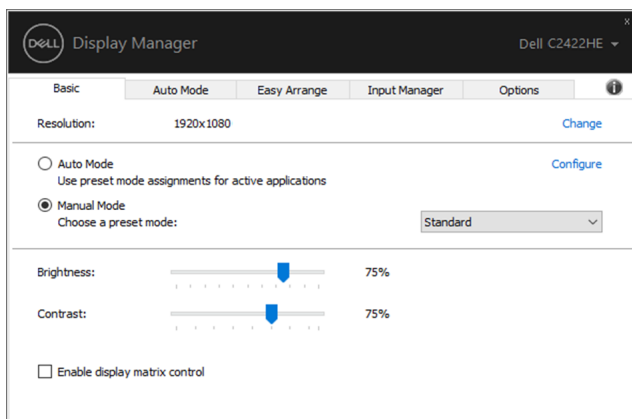 DELL Display Manager Dell C2422HE
Basic Auto Mode Easy Arrange Input Manager Options
Resolution: 1920x1080 Change
Auto Mode Configure
Use preset mode assignments for active applications
Manual Mode
Choose a preset mode: Standard
Brightness: 75%
Contrast: 75%
Enable display matrix control